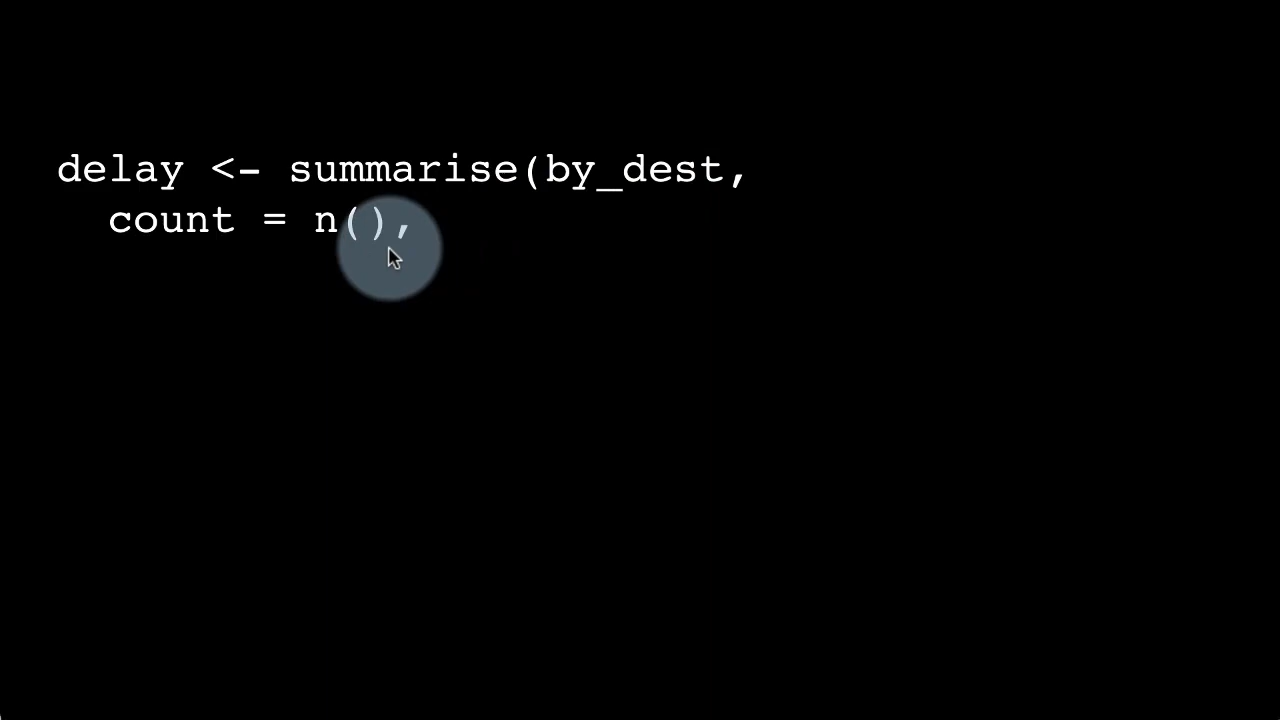 delay <- summarise(by_dest,
  count = n(),